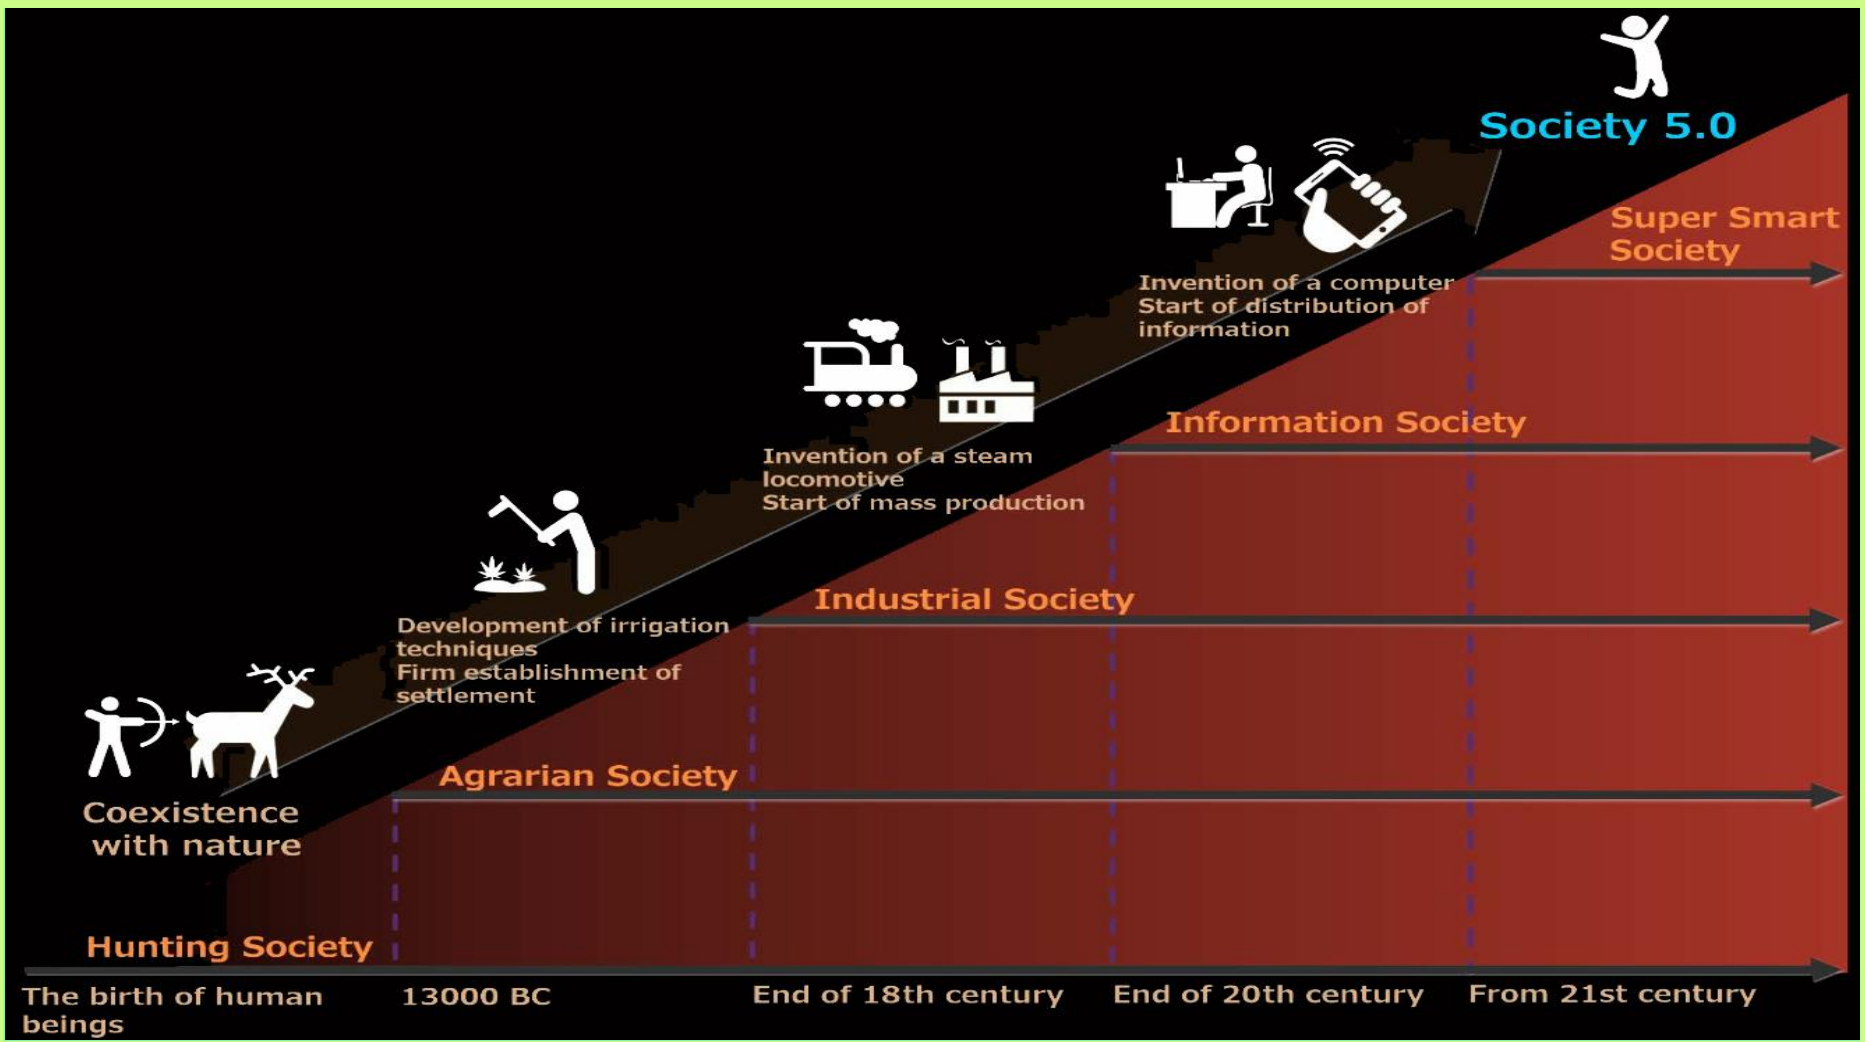 Society 5.0
Super Smart
Society
Invention of a computer
Start of distribution of
information
Information Society
Invention of a steam
locomotive
Start of mass production
Industrial Society
Development of irrigation
techniques
Firm establishment of
settlement
Agrarian Society
Coexistence
with nature
Hunting Society
The birth of human
beings
13000 BC
End of 18th century
End of 20th century
From 21st century